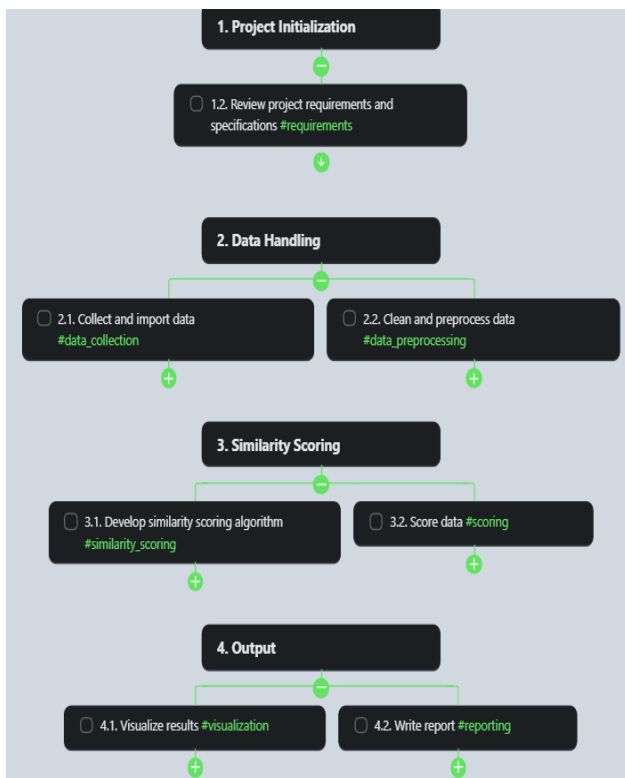 1. Project Initialization
1.2. Review project requirements and
specifications #requirements
2. Data Handling
2.1. Collect and import data
#data_collection
2.2. Clean and preprocess data
#data_preprocessing
3. Similarity Scoring
3.1. Develop similarity scoring algorithm
#similarity_scoring
3.2. Score data #scoring
4. Output
4.1. Visualize results #visualization
4.2. Write report #reporting